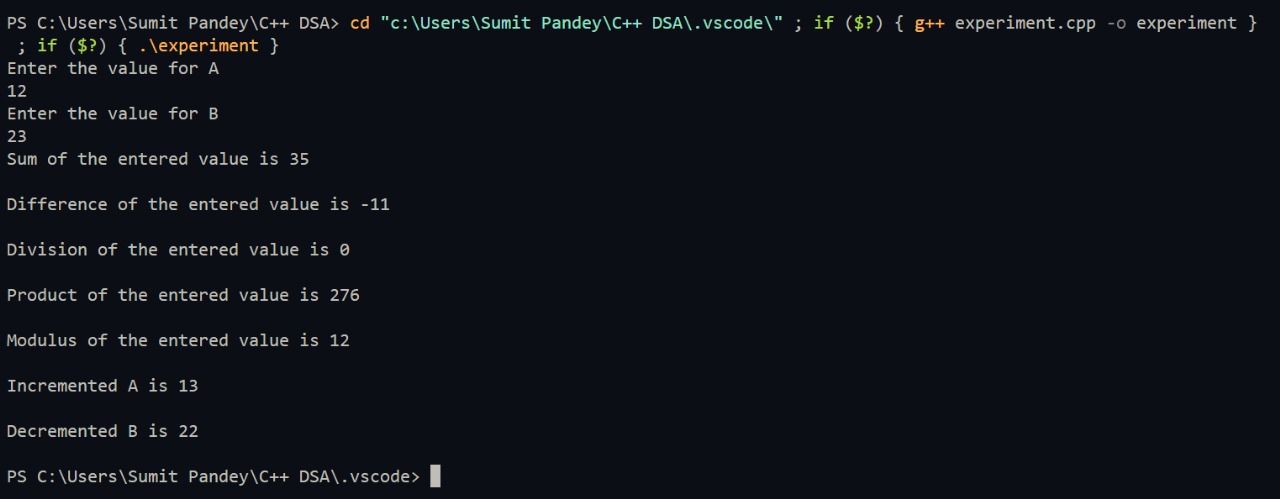 PS C:\Users\Sumit Pandey\C++ DSA> cd "c:\Users\Sumit Pandey\C++ DSA\.vscode\" ; if ($?) { g++ experiment.cpp -o experiment }
; if ($?) { .\experiment }
Enter the value for A
12
Enter the value for B
23
Sum of the entered value is 35
Difference of the entered value is -11
Division of the entered value is 0
Product of the entered value is 276
Modulus of the entered value is 12
Incremented A is 13
Decremented B is 22
PS C:\Users\Sumit Pandey\C++ DSA\.vscode>